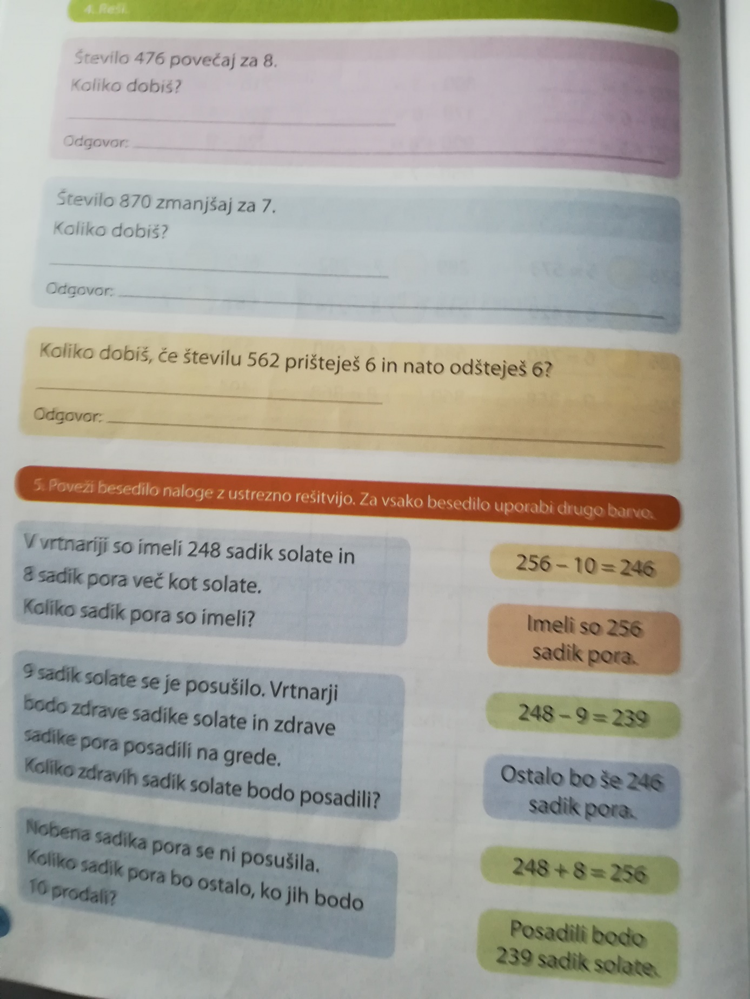 4. Reši.
Število 476 povečaj za 8.
Koliko dobiš?
Odgovor:
Število 870 zmanjšaj za 7.
Koliko dobiš?
Odgovor:
Koliko dobiš, če številu 562 prišteješ 6 in nato odšteješ 6?
Odgovor:
5. Poveži besedilo naloge z ustrezno rešitvijo. Za vsako besedilo uporabi drugo barvo.
V vrtnariji so imeli 248 sadik solate in
8 sadik pora več kot solate.
Koliko sadik pora so imeli?
9 sadik solate se je posušilo. Vrtnarji
bodo zdrave sadike solate in zdrave
sadike pora posadili na grede.
Koliko zdravih sadik solate bodo posadili?
Nobena sadika pora se ni posušila.
Koliko sadik pora bo ostalo, ko jih bodo
10 prodali?
256 – 10 = 246
Imeli so 256
sadik pora.
248 – 9 = 239
Ostalo bo še 246
sadik pora.
248 + 8 = 256
Posadili bodo
239 sadik solate.